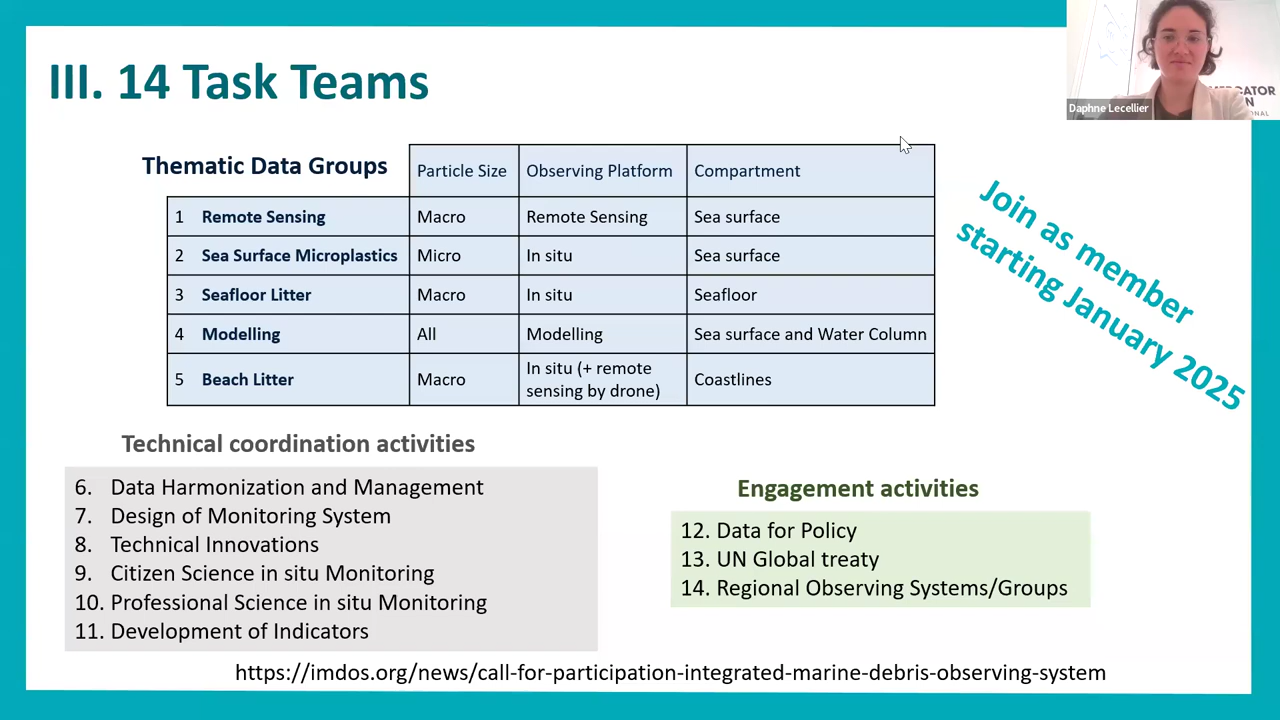 III. 14 Task Teams
Daphne Lecellier
MERCATOR
Thematic Data Groups
Particle Size Observing Platform Compartment
1 Remote Sensing Macro Remote Sensing Sea surface
2 Sea Surface Microplastics Micro In situ Sea surface
3 Seafloor Litter Macro In situ Seafloor
4 Modelling All Modelling Sea surface and Water Column
5 Beach Litter Macro In situ (+ remote
sensing by drone) Coastlines
Join as member
starting January 2025
Technical coordination activities
6. Data Harmonization and Management
7. Design of Monitoring System
8. Technical Innovations
9. Citizen Science in situ Monitoring
10. Professional Science in situ Monitoring
11. Development of Indicators
Engagement activities
12. Data for Policy
13. UN Global treaty
14. Regional Observing Systems/Groups
https://imdos.org/news/call-for-participation-integrated-marine-debris-observing-system